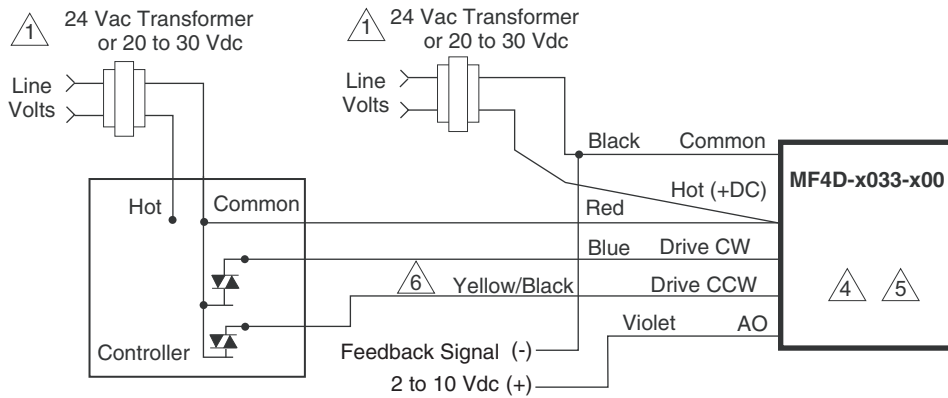 1
24 Vac Transformer
or 20 to 30 Vdc
Line
Volts
1
24 Vac Transformer
or 20 to 30 Vdc
Line
Volts
Black
Common
MF4D-x033-x00
Hot (+DC)
Hot
Common
Red
Blue
Drive CW
6
Yellow/Black
Drive CCW
4
5
Violet
AO
Controller
Feedback Signal (-)
2 to 10 Vdc (+)